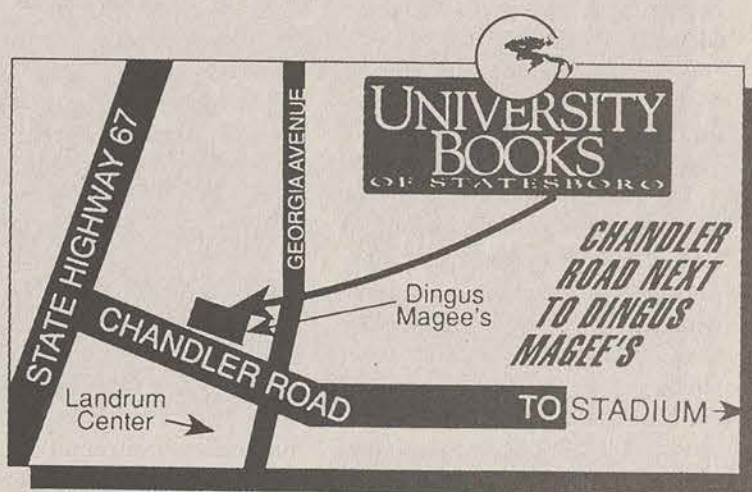 UNIVERSITY
BOOKS
OF STATESBORO
STATE HIGHWAY 67
GEORGIA AVENUE
CHANDLER
ROAD NEXT
TO DINGUS
MAGEE'S
Dingus
Magee's
CHANDLER ROAD
Landrum
Center
TO STADIUM